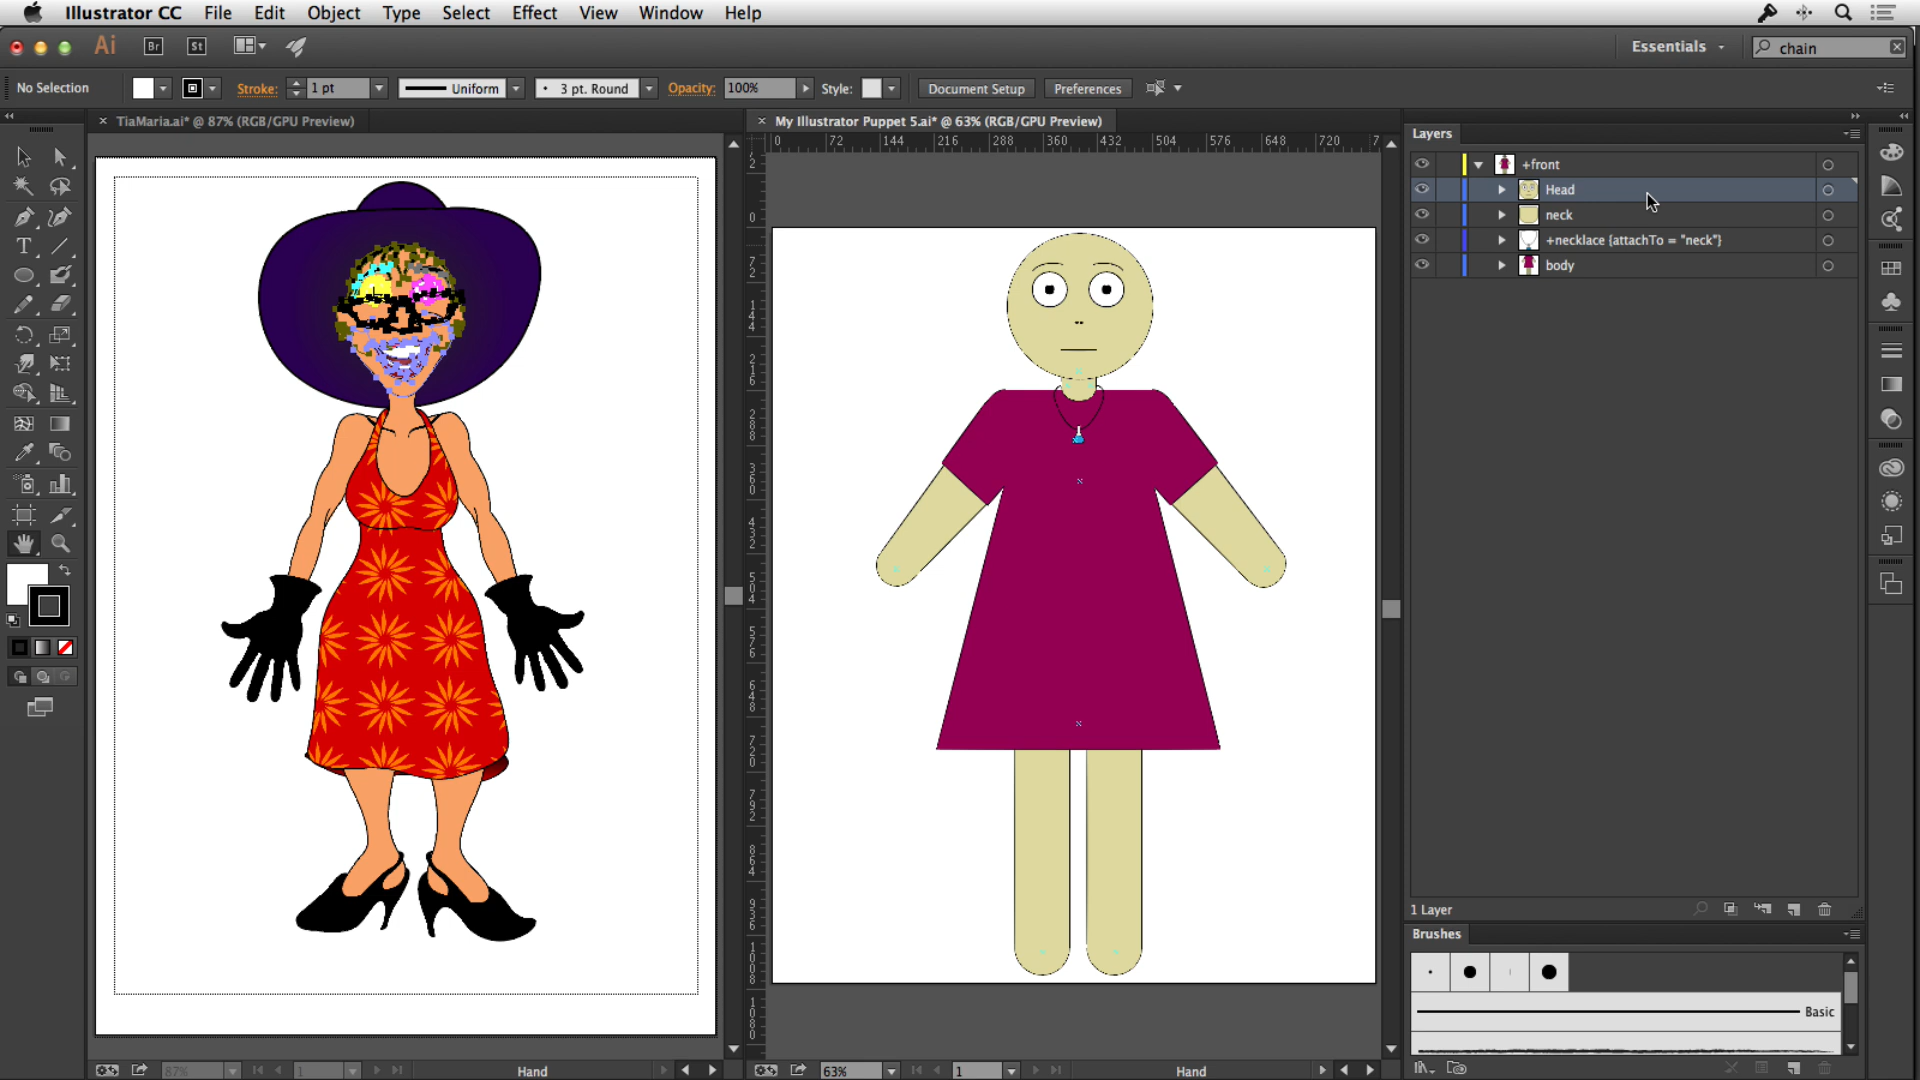 Illustrator CC File Edit Object Type Select Effect View Window Help
Ai Br St Essentials chain
No Selection Stroke: 1 pt Uniform 3 pt. Round Opacity: 100% Style: Document Setup Preferences
TiaMaria.ai* @ 87% (RGB/GPU Preview) My Illustrator Puppet 5.ai* @ 63% (RGB/GPU Preview) Layers
0 72 144 216 288 360 432 504 576 648 720 7
+front
Head
neck
+necklace {attachTo = "neck"}
body
1 Layer
Brushes
Basic
87% 1 Hand 63% 1 Hand